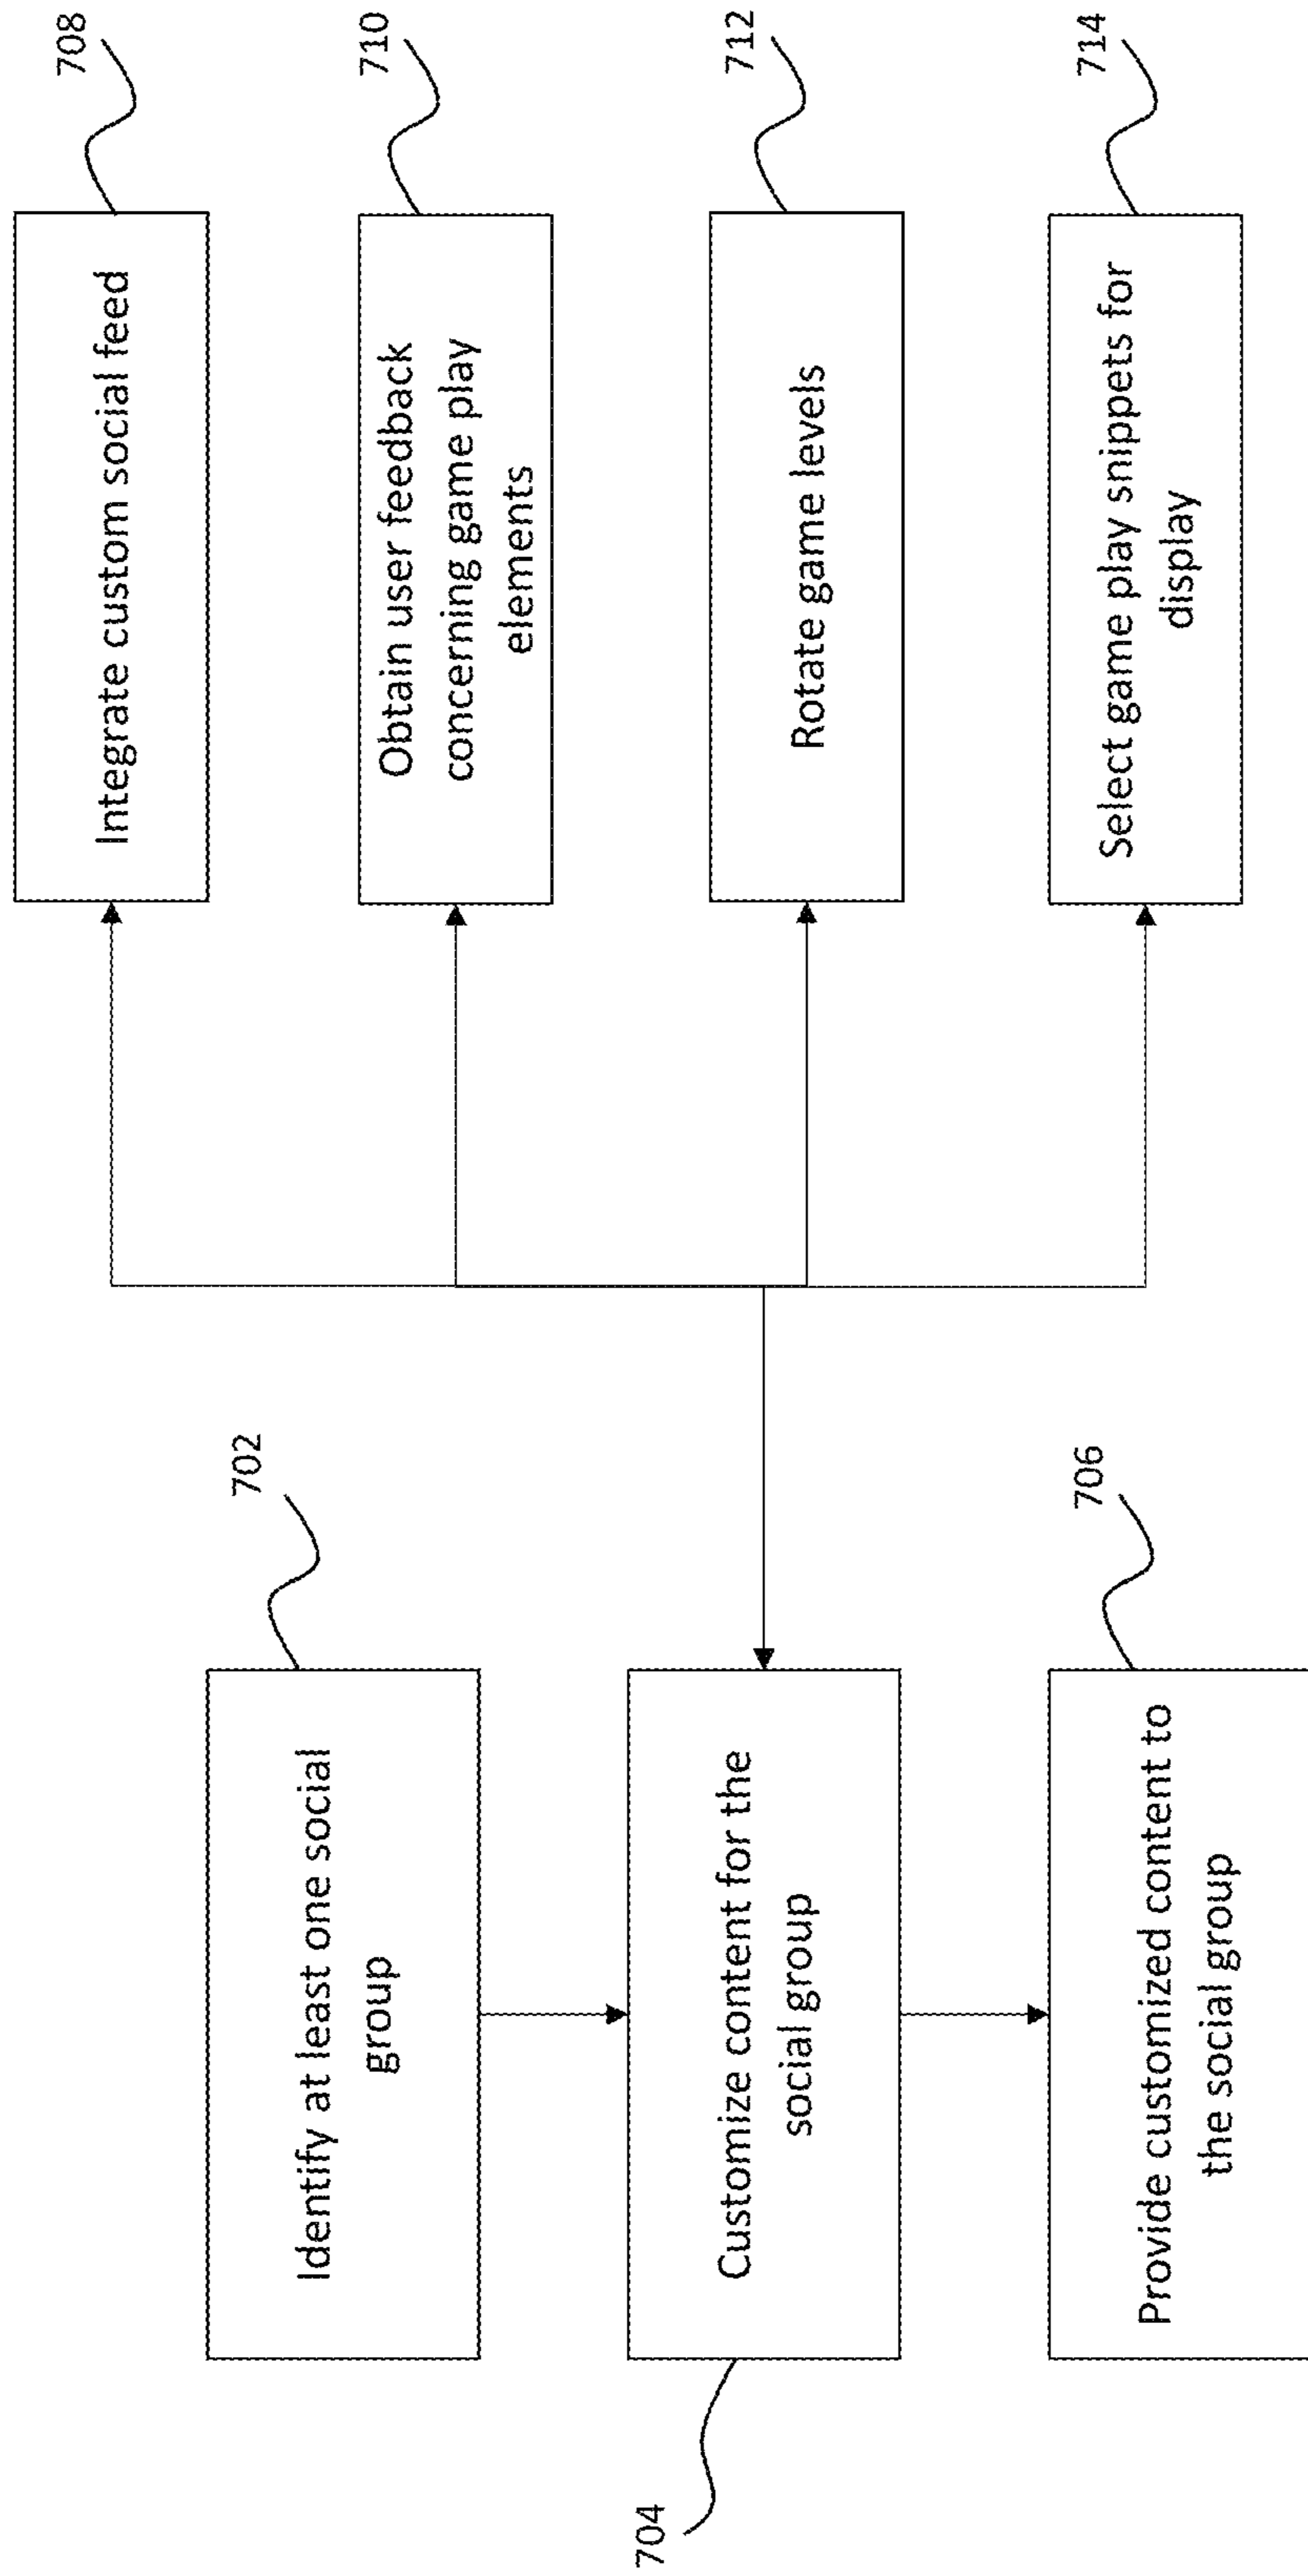 702
Identify at least one social
group
704
Customize content for the
social group
706
Provide customized content to
the social group
708
Integrate custom social feed
710
Obtain user feedback
concerning game play
elements
712
Rotate game levels
714
Select game play snippets for
display